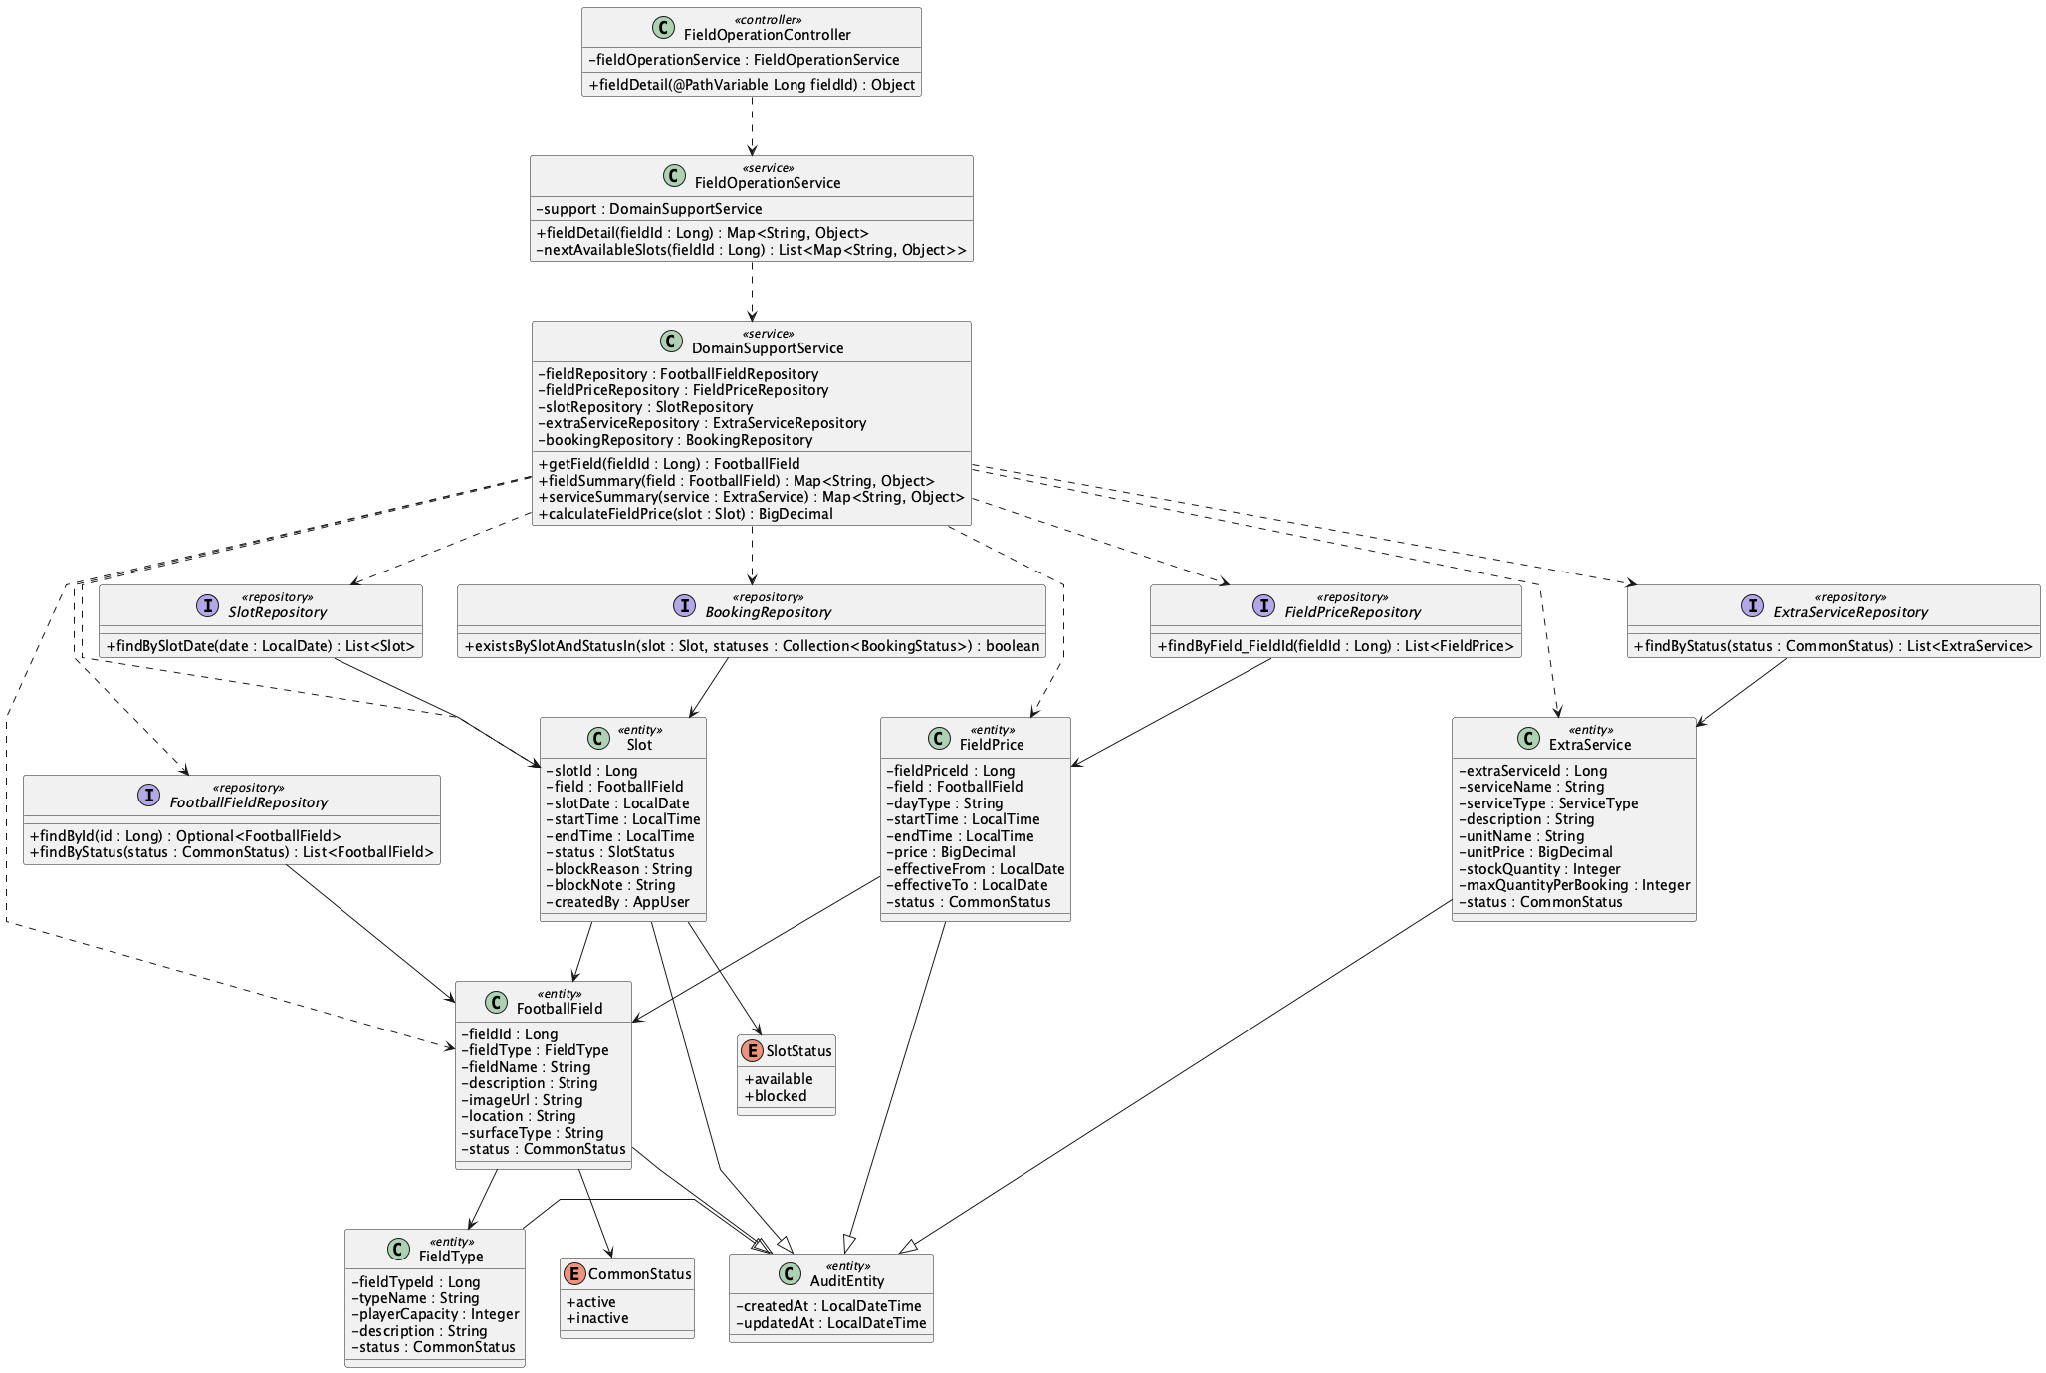 «controller»
C FieldOperationController
-fieldOperationService : FieldOperationService
+fieldDetail(@PathVariable Long fieldId) : Object
«service»
C FieldOperationService
-support : DomainSupportService
+fieldDetail(fieldId : Long) : Map<String, Object>
-nextAvailableSlots(fieldId : Long) : List<Map<String, Object>>
«service»
C DomainSupportService
-fieldRepository : FootballFieldRepository
-fieldPriceRepository : FieldPriceRepository
-slotRepository : SlotRepository
-extraServiceRepository : ExtraServiceRepository
-bookingRepository : BookingRepository
+getField(fieldId : Long) : FootballField
+fieldSummary(field : FootballField) : Map<String, Object>
+serviceSummary(service : ExtraService) : Map<String, Object>
+calculateFieldPrice(slot : Slot) : BigDecimal
«repository»
I SlotRepository
+findBySlotDate(date : LocalDate) : List<Slot>
«repository»
I BookingRepository
+existsBySlotAndStatusIn(slot : Slot, statuses : Collection<BookingStatus>) : boolean
«repository»
I FieldPriceRepository
+findByField_FieldId(fieldId : Long) : List<FieldPrice>
«repository»
I ExtraServiceRepository
+findByStatus(status : CommonStatus) : List<ExtraService>
«repository»
I FootballFieldRepository
+findById(id : Long) : Optional<FootballField>
+findByStatus(status : CommonStatus) : List<FootballField>
«entity»
C Slot
-slotId : Long
-field : FootballField
-slotDate : LocalDate
-startTime : LocalTime
-endTime : LocalTime
-status : SlotStatus
-blockReason : String
-blockNote : String
-createdBy : AppUser
«entity»
C FieldPrice
-fieldPriceId : Long
-field : FootballField
-dayType : String
-startTime : LocalTime
-endTime : LocalTime
-price : BigDecimal
-effectiveFrom : LocalDate
-effectiveTo : LocalDate
-status : CommonStatus
«entity»
C ExtraService
-extraServiceId : Long
-serviceName : String
-serviceType : ServiceType
-description : String
-unitName : String
-unitPrice : BigDecimal
-stockQuantity : Integer
-maxQuantityPerBooking : Integer
-status : CommonStatus
«entity»
C FootballField
-fieldId : Long
-fieldType : FieldType
-fieldName : String
-description : String
-imageUrl : String
-location : String
-surfaceType : String
-status : CommonStatus
E SlotStatus
+available
+blocked
«entity»
C FieldType
-fieldTypeId : Long
-typeName : String
-playerCapacity : Integer
-description : String
-status : CommonStatus
E CommonStatus
+active
+inactive
«entity»
C AuditEntity
-createdAt : LocalDateTime
-updatedAt : LocalDateTime